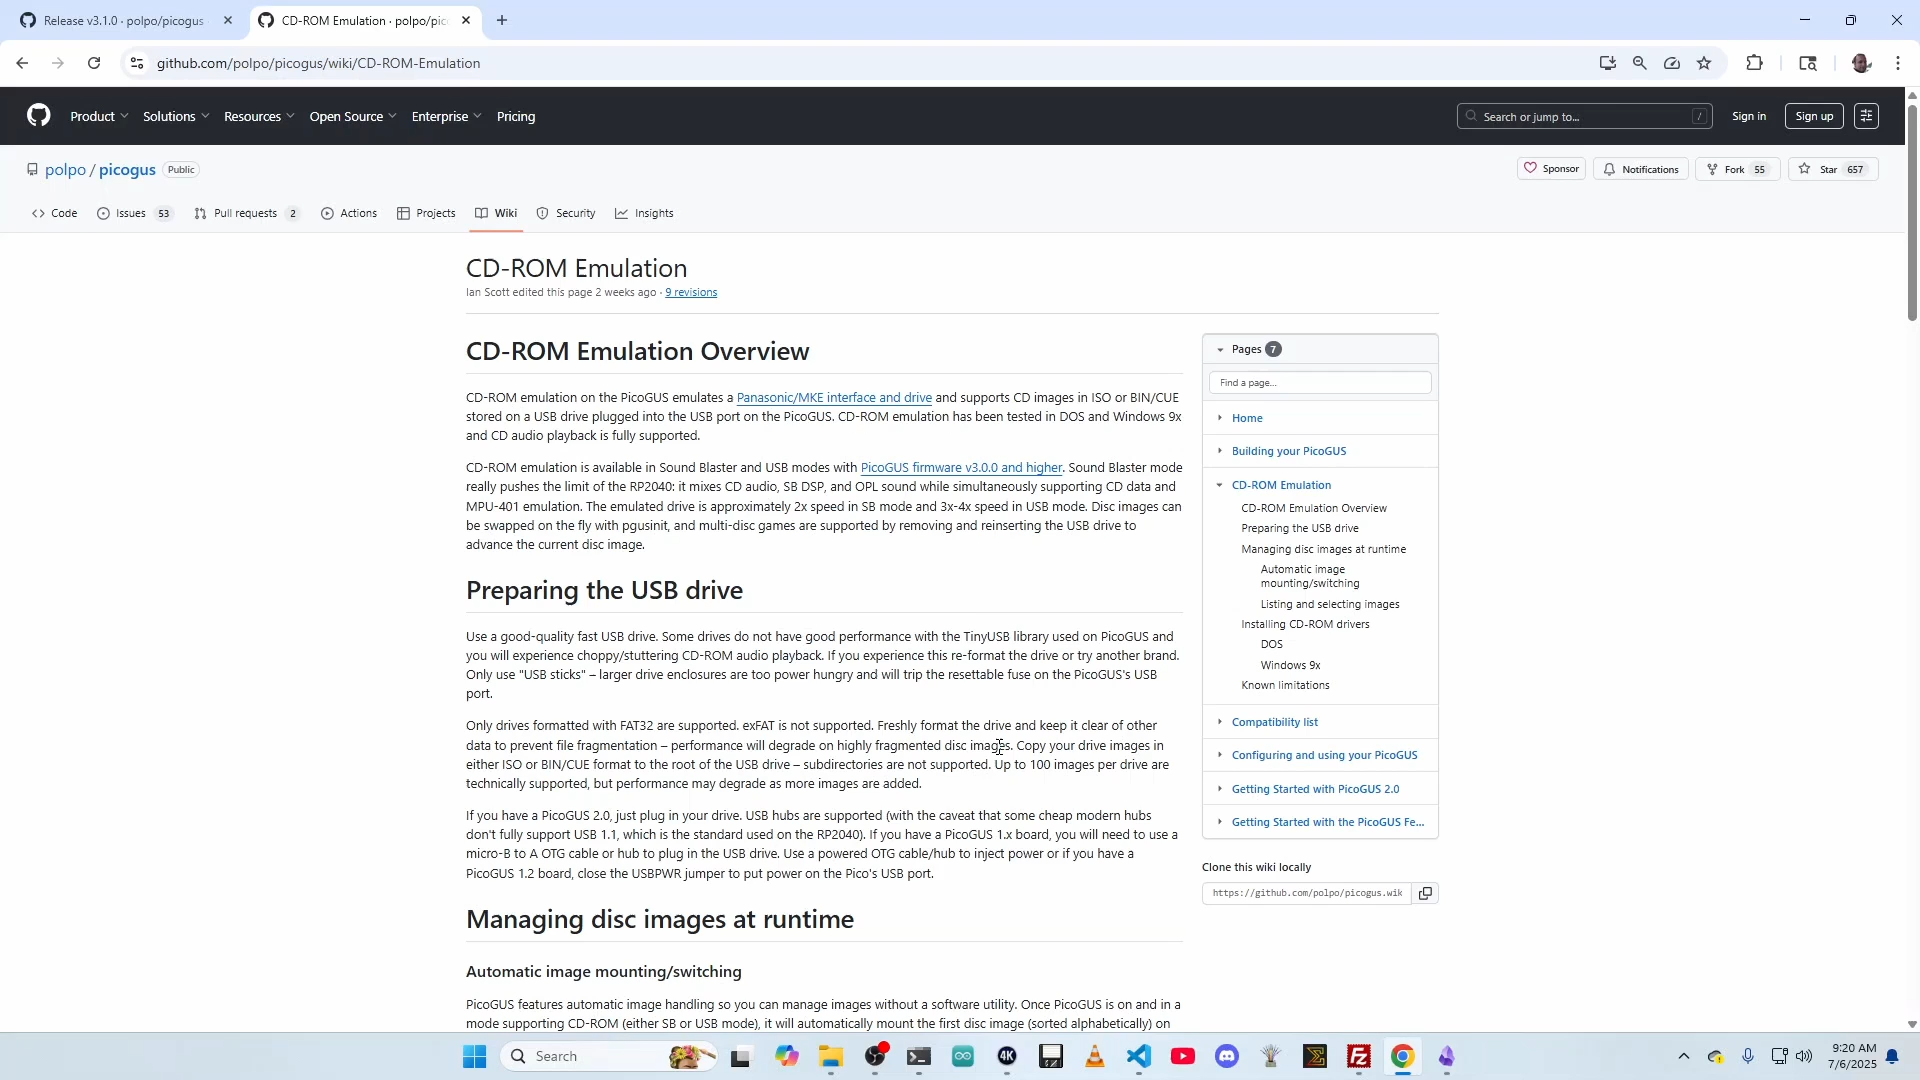 Release v3.1.0 · polpo/picogus
CD-ROM Emulation · polpo/pic
github.com/polpo/picogus/wiki/CD-ROM-Emulation
Product Solutions Resources Open Source Enterprise Pricing
Search or jump to... /
Sign in
Sign up
polpo / picogus Public
Sponsor
Notifications
Fork 55
Star 657
Code Issues 53 Pull requests 2 Actions Projects Wiki Security Insights
CD-ROM Emulation
Ian Scott edited this page 2 weeks ago · 9 revisions
CD-ROM Emulation Overview
CD-ROM emulation on the PicoGUS emulates a Panasonic/MKE interface and drive and supports CD images in ISO or BIN/CUE
stored on a USB drive plugged into the USB port on the PicoGUS. CD-ROM emulation has been tested in DOS and Windows 9x
and CD audio playback is fully supported.
CD-ROM emulation is available in Sound Blaster and USB modes with PicoGUS firmware v3.0.0 and higher. Sound Blaster mode
really pushes the limit of the RP2040: it mixes CD audio, SB DSP, and OPL sound while simultaneously supporting CD data and
MPU-401 emulation. The emulated drive is approximately 2x speed in SB mode and 3x-4x speed in USB mode. Disc images can
be swapped on the fly with pgusinit, and multi-disc games are supported by removing and reinserting the USB drive to
advance the current disc image.
Preparing the USB drive
Use a good-quality fast USB drive. Some drives do not have good performance with the TinyUSB library used on PicoGUS and
you will experience choppy/stuttering CD-ROM audio playback. If you experience this re-format the drive or try another brand.
Only use "USB sticks" – larger drive enclosures are too power hungry and will trip the resettable fuse on the PicoGUS's USB
port.
Only drives formatted with FAT32 are supported. exFAT is not supported. Freshly format the drive and keep it clear of other
data to prevent file fragmentation – performance will degrade on highly fragmented disc images. Copy your drive images in
either ISO or BIN/CUE format to the root of the USB drive – subdirectories are not supported. Up to 100 images per drive are
technically supported, but performance may degrade as more images are added.
If you have a PicoGUS 2.0, just plug in your drive. USB hubs are supported (with the caveat that some cheap modern hubs
don't fully support USB 1.1, which is the standard used on the RP2040). If you have a PicoGUS 1.x board, you will need to use a
micro-B to A OTG cable or hub to plug in the USB drive. Use a powered OTG cable/hub to inject power or if you have a
PicoGUS 1.2 board, close the USBPWR jumper to put power on the Pico's USB port.
Managing disc images at runtime
Automatic image mounting/switching
PicoGUS features automatic image handling so you can manage images without a software utility. Once PicoGUS is on and in a
mode supporting CD-ROM (either SB or USB mode), it will automatically mount the first disc image (sorted alphabetically) on
Pages 7
Find a page...
Home
Building your PicoGUS
CD-ROM Emulation
CD-ROM Emulation Overview
Preparing the USB drive
Managing disc images at runtime
Automatic image
mounting/switching
Listing and selecting images
Installing CD-ROM drivers
DOS
Windows 9x
Known limitations
Compatibility list
Configuring and using your PicoGUS
Getting Started with PicoGUS 2.0
Getting Started with the PicoGUS Fe...
Clone this wiki locally
https://github.com/polpo/picogus.wik
Search
4K
9:20 AM
7/6/2025